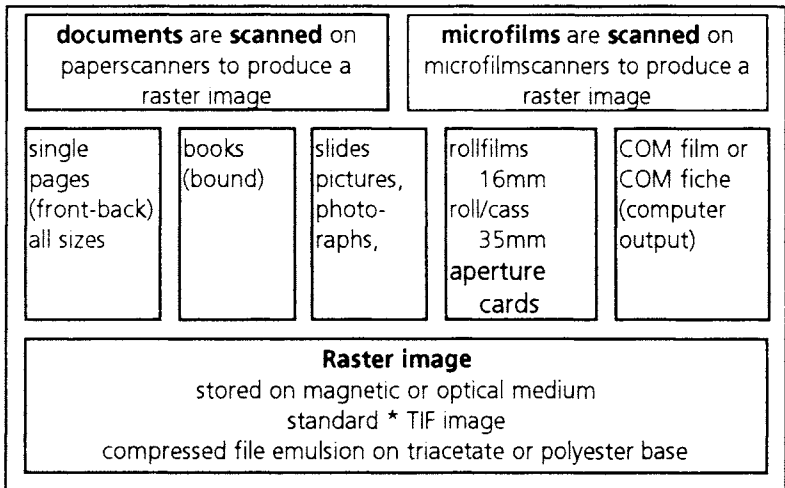 documents are scanned on
paperscanners to produce a
raster image
microfilms are scanned on
microfilmscanners to produce a
raster image
single
pages
(front-back)
all sizes
books
(bound)
slides
pictures,
photo-
raphs,
rollfilms
16mm
roll/cass
35mm
aperture
cards
COM film or
COM fiche
(computer
output)
Raster image
stored on magnetic or optical medium
standard * TIF image
compressed file emulsion on triacetate or polyester base